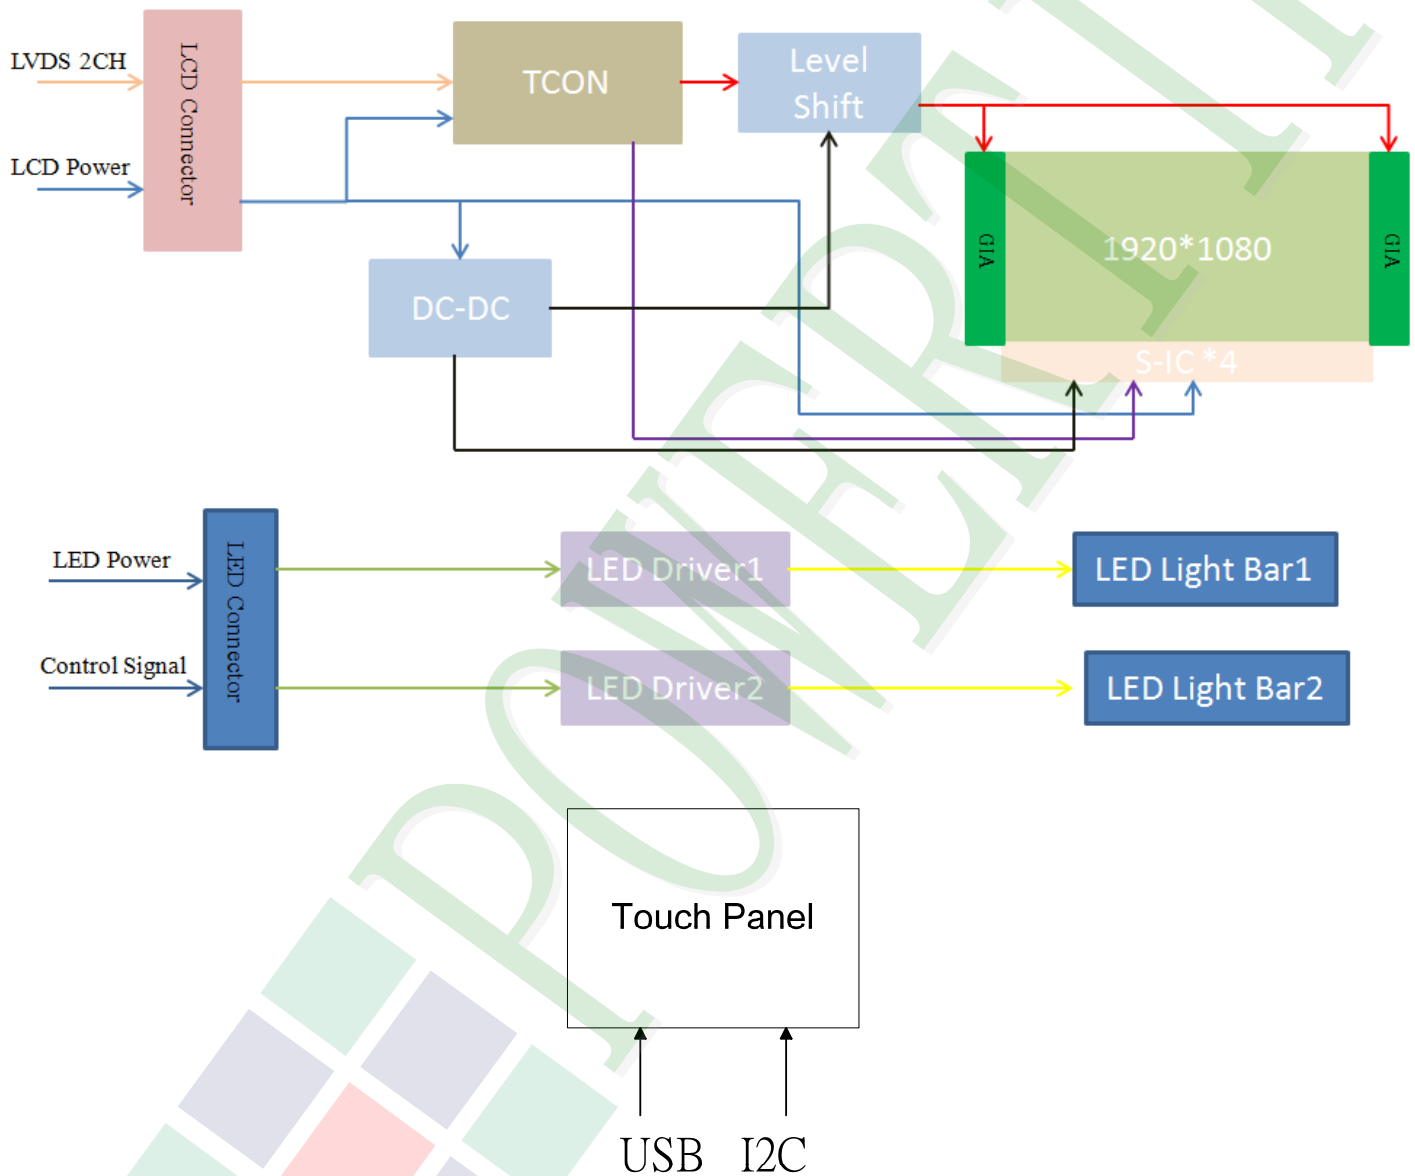 LVDS 2CH
LCD Power
LCD Connector
TCON
Level
Shift
DC-DC
GIA
1920*1080
GIA
S-IC *4
LED Power
Control Signal
LED Connector
LED Driver1
LED Light Bar1
LED Driver2
LED Light Bar2
Touch Panel
USB I2C
POWERTI